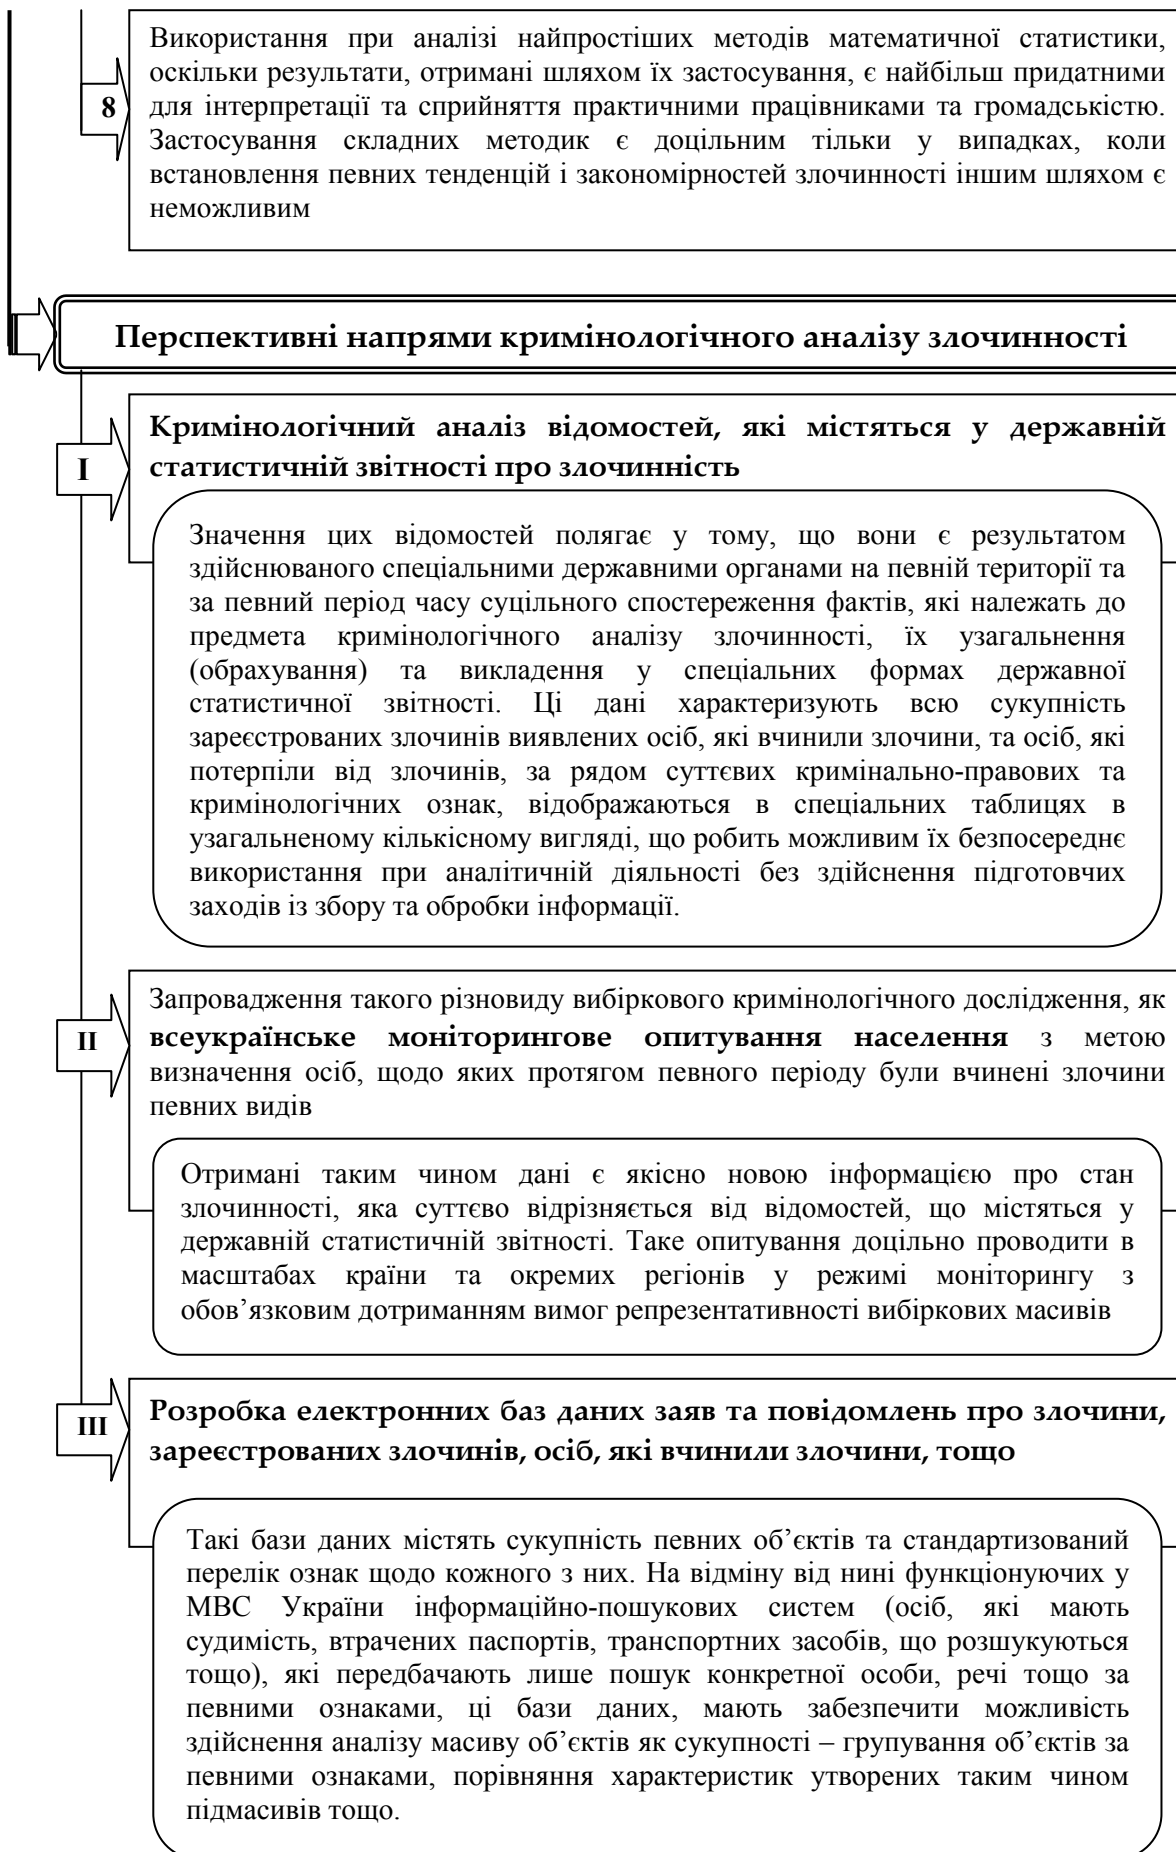 Використання при аналізі найпростіших методів математичної статистики,
оскільки результати, отримані шляхом їх застосування, є найбільш придатними
8
для інтерпретації та сприйняття практичними працівниками та громадськістю.
Застосування складних методик є доцільним тільки у випадках, коли
встановлення певних тенденцій і закономірностей злочинності іншим шляхом є
неможливим
Перспективні напрями кримінологічного аналізу злочинності
I
Кримінологічний аналіз відомостей, які містяться у державній
статистичній звітності про злочинність
Значення цих відомостей полягає у тому, що вони є результатом
здійснюваного спеціальними державними органами на певній території та
за певний період часу суцільного спостереження фактів, які належать до
предмета кримінологічного аналізу злочинності, їх узагальнення
(обрахування) та викладення у спеціальних формах державної
статистичної звітності. Ці дані характеризують всю сукупність
зареєстрованих злочинів виявлених осіб, які вчинили злочини, та осіб, які
потерпіли від злочинів, за рядом суттєвих кримінально-правових та
кримінологічних ознак, відображаються в спеціальних таблицях в
узагальненому кількісному вигляді, що робить можливим їх безпосереднє
використання при аналітичній діяльності без здійснення підготовчих
заходів із збору та обробки інформації.
Запровадження такого різновиду вибіркового кримінологічного дослідження, як
II
всеукраїнське моніторингове опитування населення з метою
визначення осіб, щодо яких протягом певного періоду були вчинені злочини
певних видів
Отримані таким чином дані є якісно новою інформацією про стан
злочинності, яка суттєво відрізняється від відомостей, що містяться у
державній статистичній звітності. Таке опитування доцільно проводити в
масштабах країни та окремих регіонів у режимі моніторингу з
обов’язковим дотриманням вимог репрезентативності вибіркових масивів
III
Розробка електронних баз даних заяв та повідомлень про злочини,
зареєстрованих злочинів, осіб, які вчинили злочини, тощо
Такі бази даних містять сукупність певних об’єктів та стандартизований
перелік ознак щодо кожного з них. На відміну від нині функціонуючих у
МВС України інформаційно-пошукових систем (осіб, які мають
судимість, втрачених паспортів, транспортних засобів, що розшукуються
тощо), які передбачають лише пошук конкретної особи, речі тощо за
певними ознаками, ці бази даних, мають забезпечити можливість
здійснення аналізу масиву об’єктів як сукупності – групування об’єктів за
певними ознаками, порівняння характеристик утворених таким чином
підмасивів тощо.